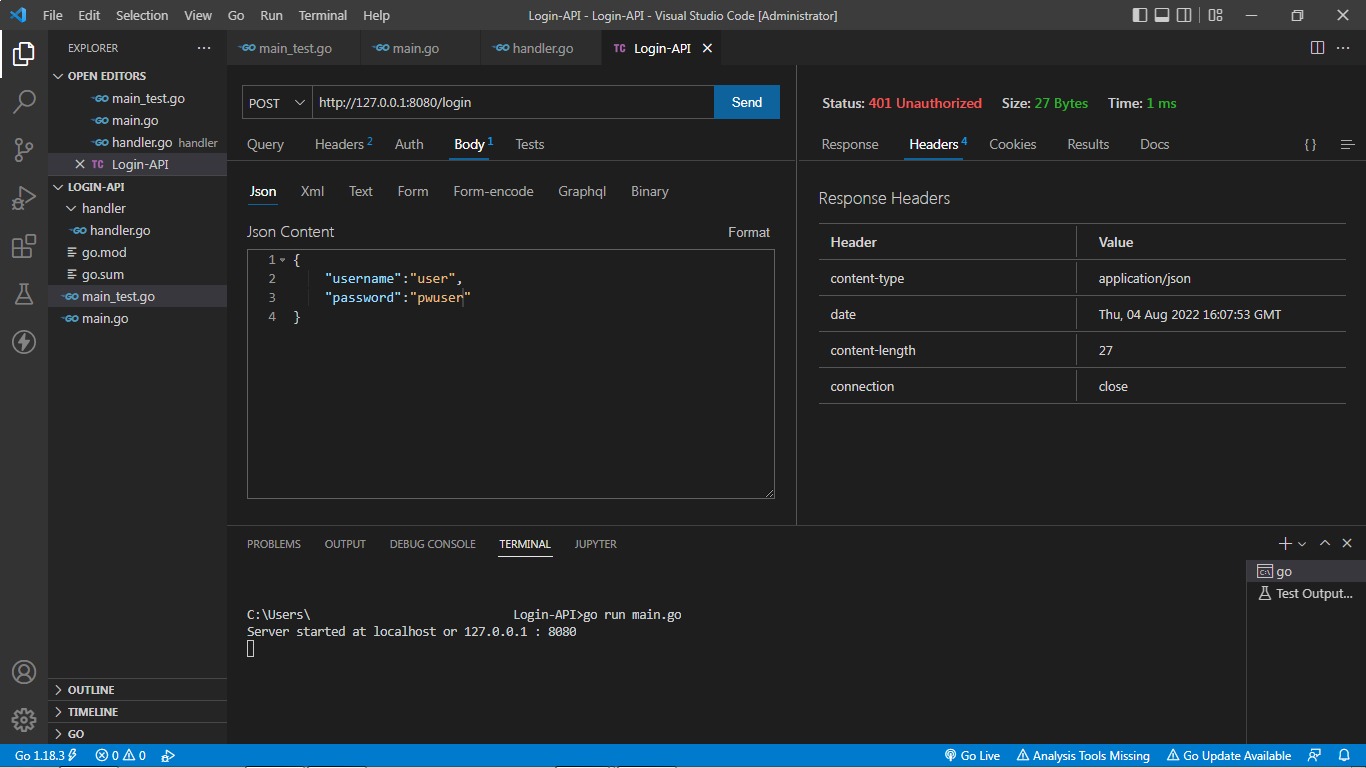 File Edit Selection View Go Run Terminal Help Login-API - Login-API - Visual Studio Code [Administrator]
EXPLORER ...
OPEN EDITORS
GO main_test.go
GO main.go
GO handler.go handler
TC Login-API
LOGIN-API
handler
GO handler.go
go.mod
go.sum
GO main_test.go
GO main.go
OUTLINE
TIMELINE
GO
GO main_test.go GO main.go GO handler.go TC Login-API
POST http://127.0.0.1:8080/login Send
Query Headers 2 Auth Body 1 Tests
Json Xml Text Form Form-encode Graphql Binary
Json Content Format
1 {
2 "username":"user",
3 "password":"pwuser"
4 }
Status: 401 Unauthorized Size: 27 Bytes Time: 1 ms
Response Headers 4 Cookies Results Docs { }
Response Headers
Header Value
content-type application/json
date Thu, 04 Aug 2022 16:07:53 GMT
content-length 27
connection close
PROBLEMS OUTPUT DEBUG CONSOLE TERMINAL JUPYTER
C:\Users\ Login-API>go run main.go
Server started at localhost or 127.0.0.1 : 8080
go
Test Output...
Go 1.18.3 0 0 Go Live Analysis Tools Missing Go Update Available